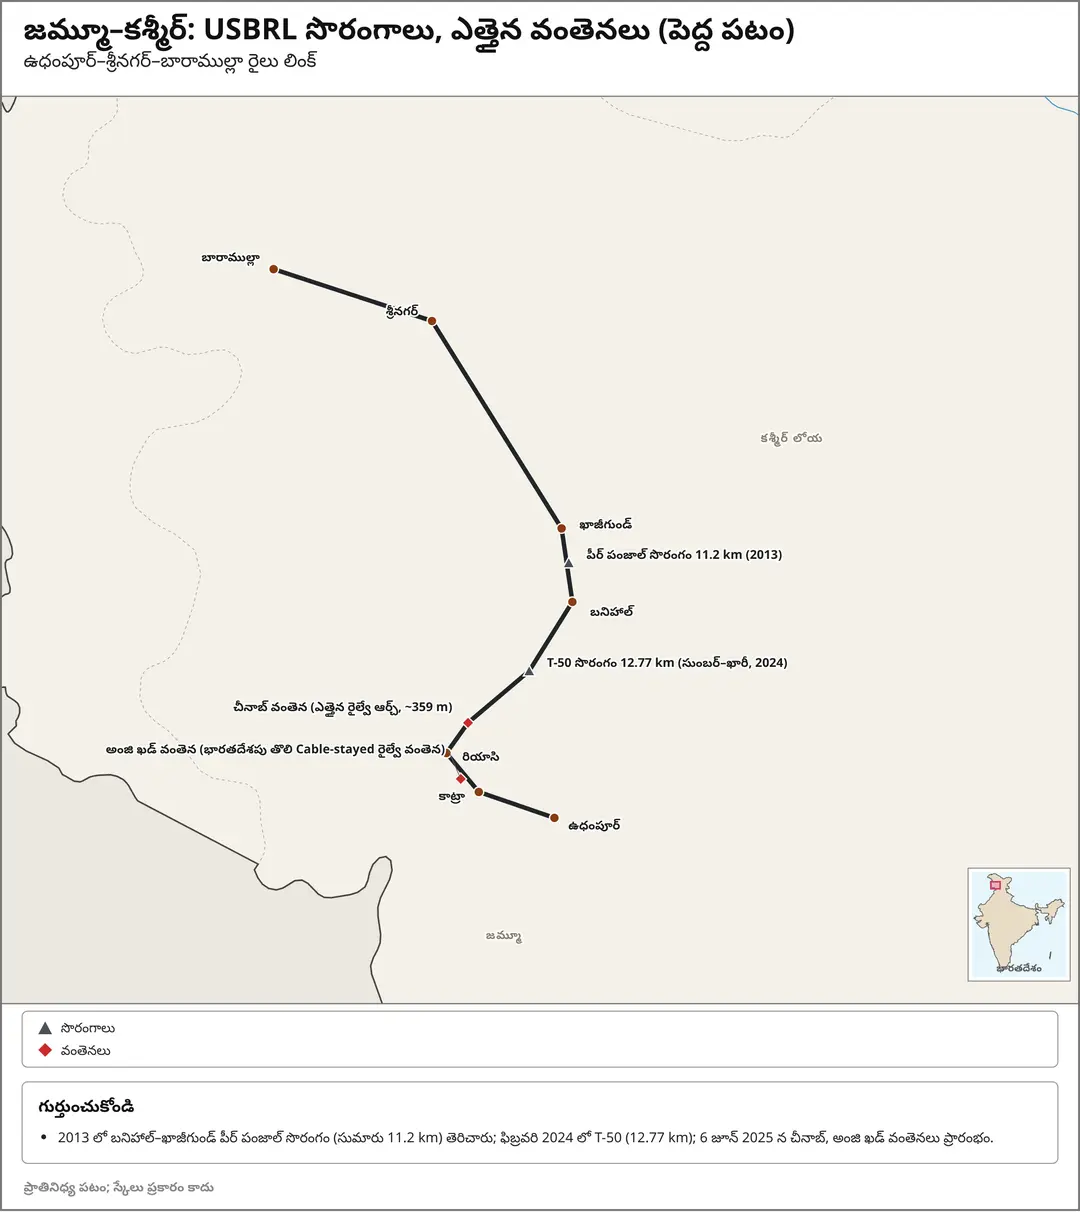 జమ్మూ–కశ్మీర్: USBRL సొరంగాలు, ఎత్తైన వంతెనలు (పెద్ద పటం)
ఉధంపూర్–శ్రీనగర్–బారాముల్లా రైలు లింక్
బారాముల్లా
శ్రీనగర్
కశ్మీర్ లోయ
ఖాజీగుండ్
పీర్ పంజాల్ సొరంగం 11.2 km (2013)
బనిహాల్
T-50 సొరంగం 12.77 km (సుంబర్–ఖారీ, 2024)
చీనాబ్ వంతెన (ఎత్తైన రైల్వే ఆర్చ్, ~359 m)
అంజి ఖడ్ వంతెన (భారతదేశపు తొలి Cable-stayed రైల్వే వంతెన)
రియాసి
కాట్రా
ఉధంపూర్
జమ్మూ
భారతదేశం
సొరంగాలు
వంతెనలు
గుర్తుంచుకోండి
• 2013 లో బనిహాల్–ఖాజీగుండ్ పీర్ పంజాల్ సొరంగం (సుమారు 11.2 km) తెరిచారు; ఫిబ్రవరి 2024 లో T-50 (12.77 km); 6 జూన్ 2025 న చీనాబ్, అంజి ఖడ్ వంతెనలు ప్రారంభం.
ప్రాతినిధ్య పటం; స్కేలు ప్రకారం కాదు